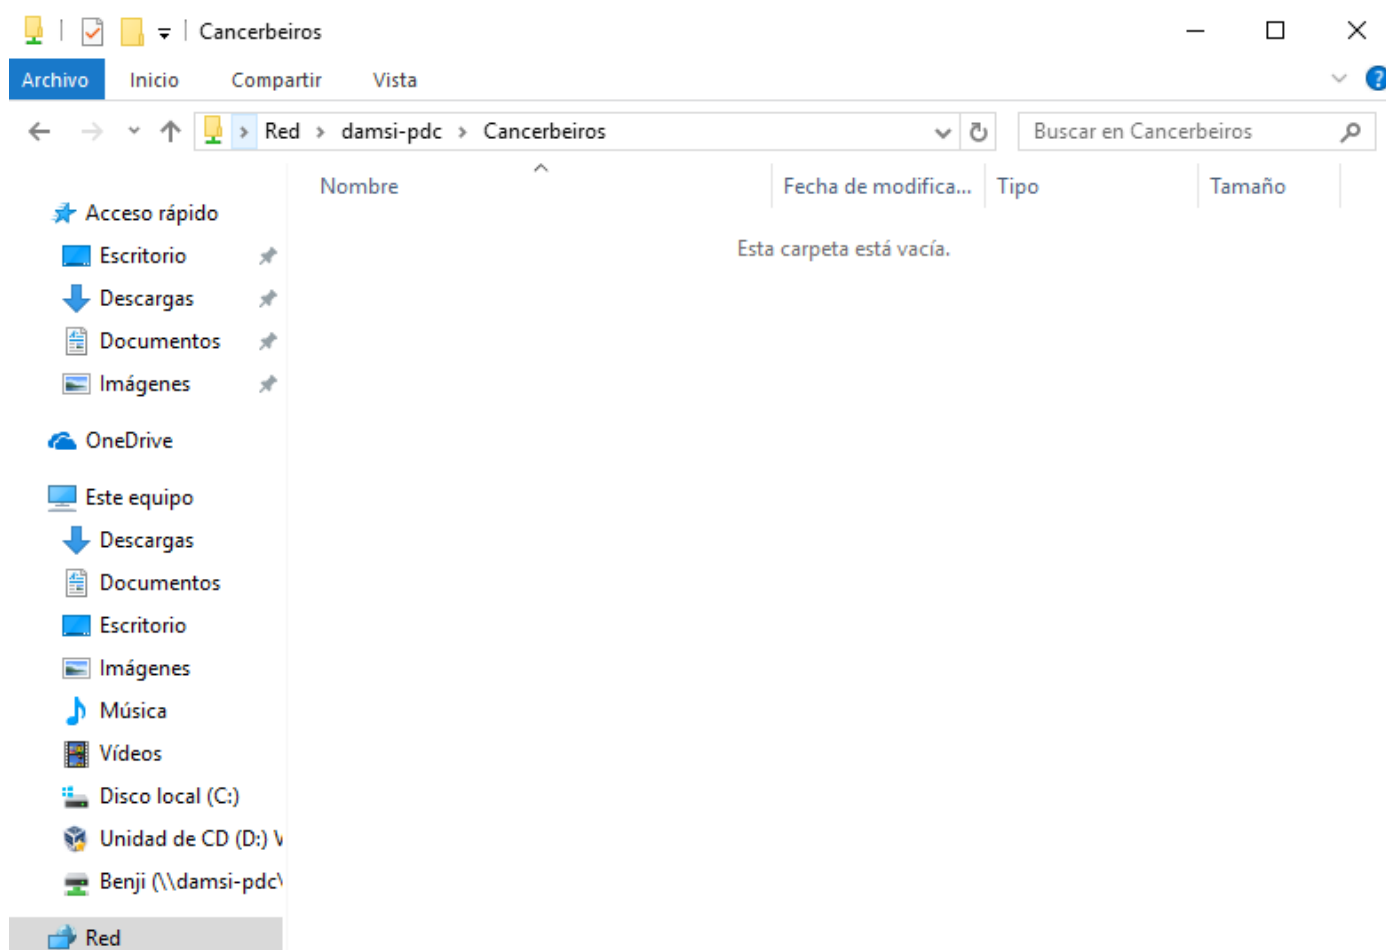 Cancerbeiros
Archivo Inicio Compartir Vista
Red > damsi-pdc > Cancerbeiros Buscar en Cancerbeiros
Nombre Fecha de modifica... Tipo Tamaño
Esta carpeta está vacía.
Acceso rápido
Escritorio
Descargas
Documentos
Imágenes
OneDrive
Este equipo
Descargas
Documentos
Escritorio
Imágenes
Música
Vídeos
Disco local (C:)
Unidad de CD (D:) V
Benji (\\damsi-pdc\
Red